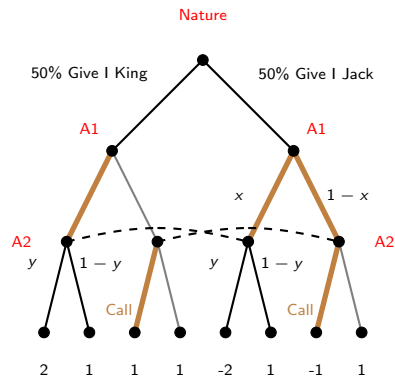 Nature
50% Give I King
50% Give I Jack
A1
A1
x
1 − x
A2
A2
y
1 − y
y
1 − y
Call
Call
2
1
1
1
-2
1
-1
1